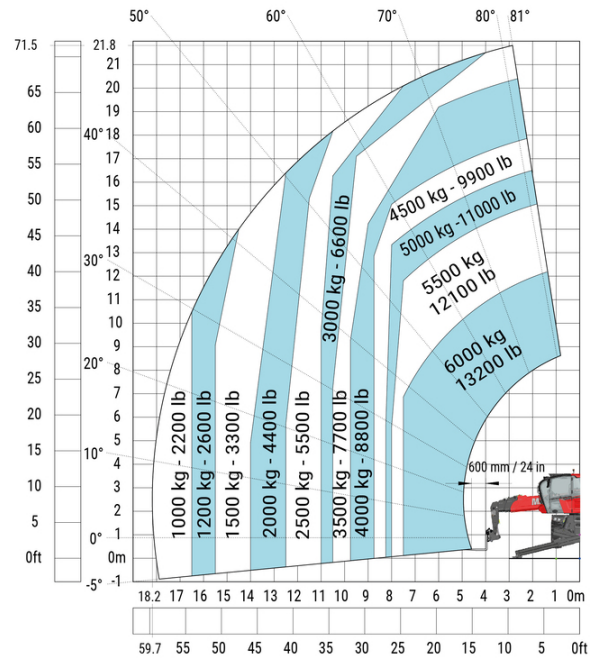 50° 60° 70° 80° 81°
71.5 21.8
21
65 20
19
60 40° 18
17
55 16
15
50 14
45 13
30° 12
40 11
35 10
9
30 8
25 20° 7
6
20 5
15 10° 4
3
10 2
5 0° 1
0ft 0m
-5° -1
1000 kg - 2200 lb
1200 kg - 2600 lb
1500 kg - 3300 lb
2000 kg - 4400 lb
2500 kg - 5500 lb
3000 kg - 6600 lb
3500 kg - 7700 lb
4000 kg - 8800 lb
4500 kg - 9900 lb
5000 kg -11000 lb
5500 kg
12100 lb
6000 kg
13200 lb
600 mm / 24 in
18.2 17 16 15 14 13 12 11 10 9 8 7 6 5 4 3 2 1 0m
59.7 55 50 45 40 35 30 25 20 15 10 5 0ft